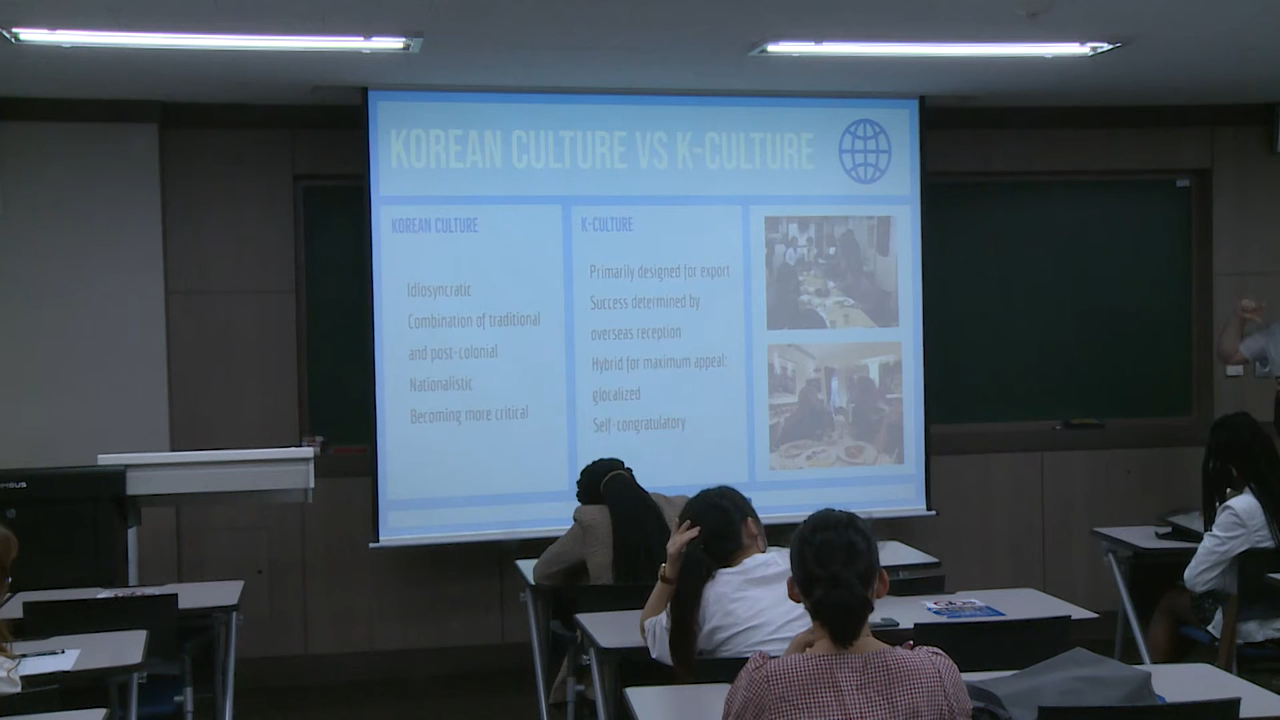 KOREAN CULTURE VS K-CULTURE
KOREAN CULTURE
Idiosyncratic
Combination of traditional
and post-colonial
Nationalistic
Becoming more critical
K-CULTURE
Primarily designed for export
Success determined by
overseas reception
Hybrid for maximum appeal:
glocalized
Self-congratulatory